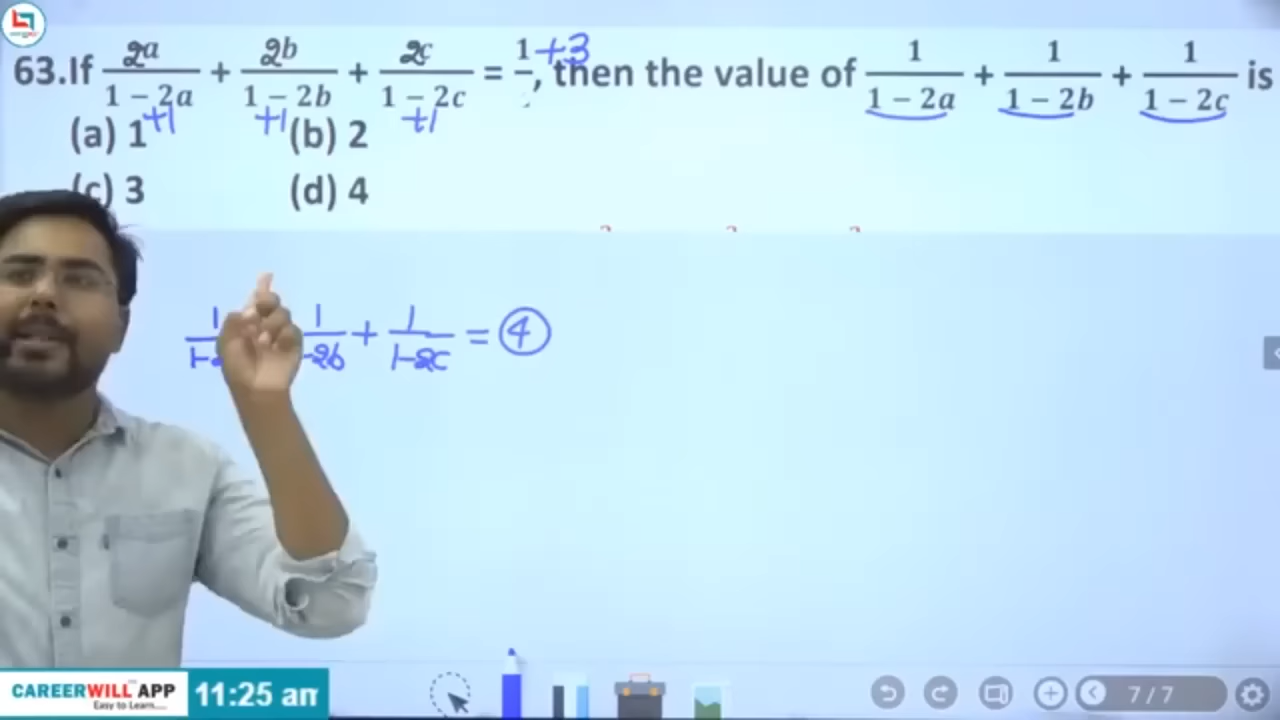 63.If 2a/(1 − 2a) + 2b/(1 − 2b) + 2c/(1 − 2c) = 1/ +3, then the value of 1/(1 − 2a) + 1/(1 − 2b) + 1/(1 − 2c) is
+1 +1 +1
(a) 1 (b) 2
(c) 3 (d) 4
1/1-2 1/-2b + 1/1-2c = 4
CAREERWILL APP
Easy to Learn.....
11:25 am
7 / 7